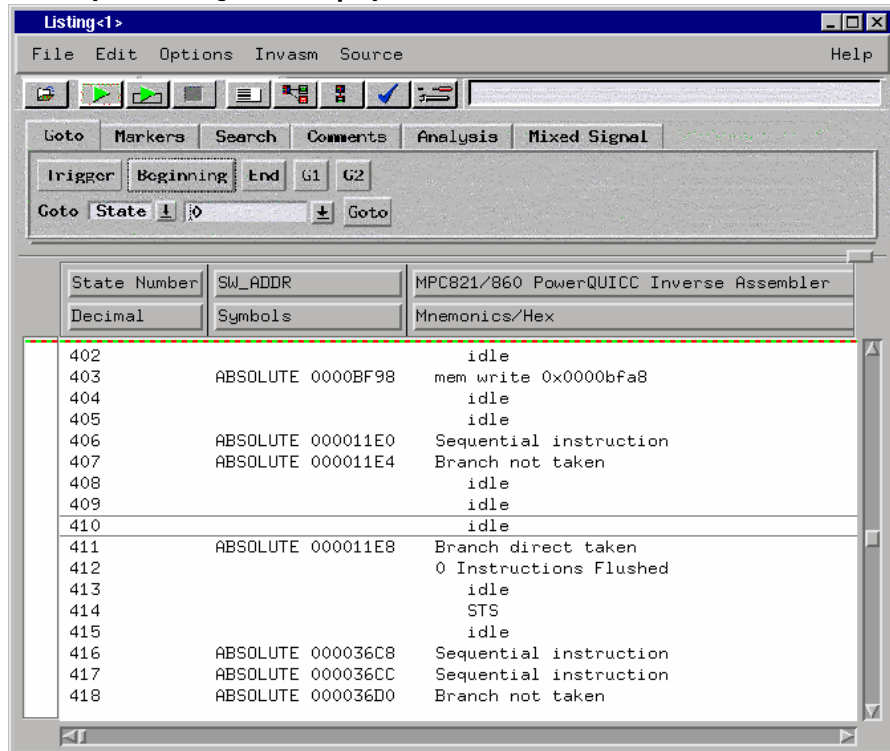 Listing<1>
File Edit Options Invasm Source Help
Goto Markers Search Comments Analysis Mixed Signal
Trigger Beginning End G1 G2
Goto State 0 Goto
State Number SW_ADDR MPC821/860 PowerQUICC Inverse Assembler
Decimal Symbols Mnemonics/Hex
402 idle
403 ABSOLUTE 0000BF98 mem write 0x0000bfa8
404 idle
405 idle
406 ABSOLUTE 000011E0 Sequential instruction
407 ABSOLUTE 000011E4 Branch not taken
408 idle
409 idle
410 idle
411 ABSOLUTE 000011E8 Branch direct taken
412 0 Instructions Flushed
413 idle
414 STS
415 idle
416 ABSOLUTE 000036C8 Sequential instruction
417 ABSOLUTE 000036CC Sequential instruction
418 ABSOLUTE 000036D0 Branch not taken